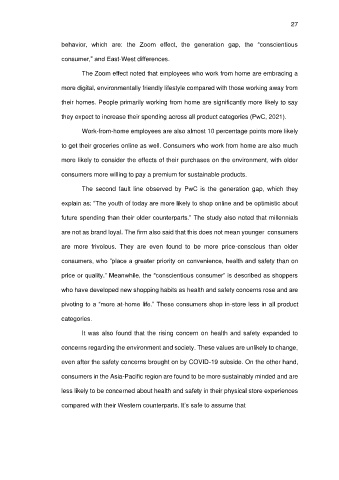 27
behavior, which are: the Zoom effect, the generation gap, the “conscientious
consumer,” and East-West differences.
The Zoom effect noted that employees who work from home are embracing a
more digital, environmentally friendly lifestyle compared with those working away from
their homes. People primarily working from home are significantly more likely to say
they expect to increase their spending across all product categories (PwC, 2021).
Work-from-home employees are also almost 10 percentage points more likely
to get their groceries online as well. Consumers who work from home are also much
more likely to consider the effects of their purchases on the environment, with older
consumers more willing to pay a premium for sustainable products.
The second fault line observed by PwC is the generation gap, which they
explain as: “The youth of today are more likely to shop online and be optimistic about
future spending than their older counterparts.” The study also noted that millennials
are not as brand loyal. The firm also said that this does not mean younger consumers
are more frivolous. They are even found to be more price-conscious than older
consumers, who “place a greater priority on convenience, health and safety than on
price or quality.” Meanwhile, the “conscientious consumer” is described as shoppers
who have developed new shopping habits as health and safety concerns rose and are
pivoting to a “more at-home life.” These consumers shop in-store less in all product
categories.
It was also found that the rising concern on health and safety expanded to
concerns regarding the environment and society. These values are unlikely to change,
even after the safety concerns brought on by COVID-19 subside. On the other hand,
consumers in the Asia-Pacific region are found to be more sustainably minded and are
less likely to be concerned about health and safety in their physical store experiences
compared with their Western counterparts. It’s safe to assume that